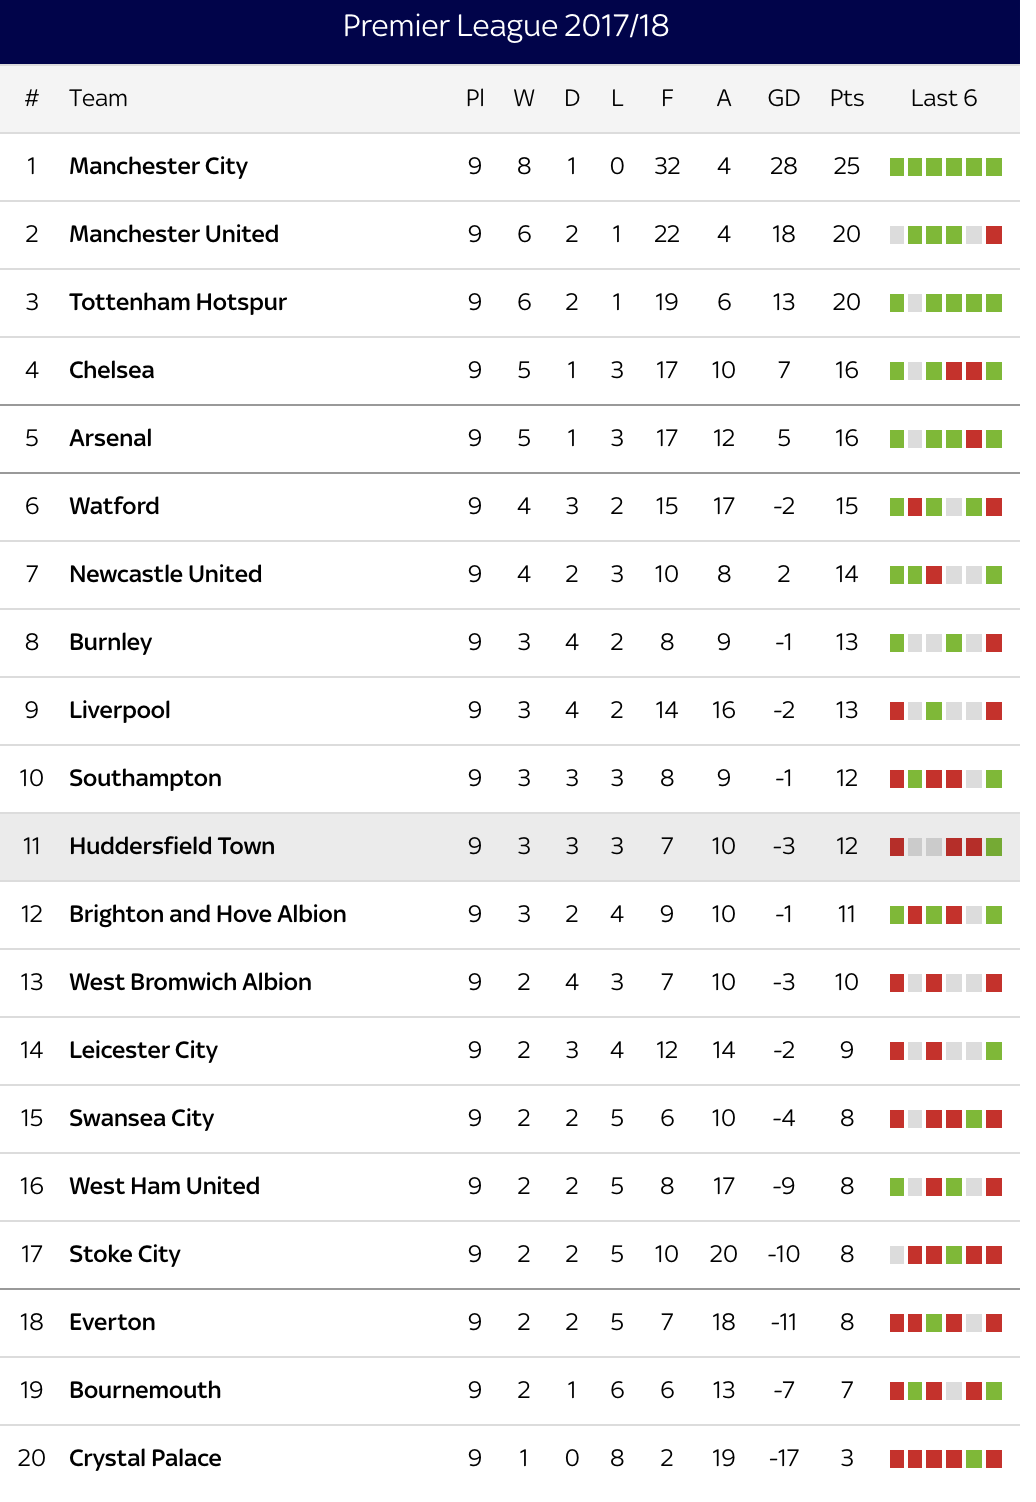 Premier League 2017/18
# Team Pl W D L F A GD Pts Last 6
1 Manchester City 9 8 1 0 32 4 28 25
2 Manchester United 9 6 2 1 22 4 18 20
3 Tottenham Hotspur 9 6 2 1 19 6 13 20
4 Chelsea 9 5 1 3 17 10 7 16
5 Arsenal 9 5 1 3 17 12 5 16
6 Watford 9 4 3 2 15 17 -2 15
7 Newcastle United 9 4 2 3 10 8 2 14
8 Burnley 9 3 4 2 8 9 -1 13
9 Liverpool 9 3 4 2 14 16 -2 13
10 Southampton 9 3 3 3 8 9 -1 12
11 Huddersfield Town 9 3 3 3 7 10 -3 12
12 Brighton and Hove Albion 9 3 2 4 9 10 -1 11
13 West Bromwich Albion 9 2 4 3 7 10 -3 10
14 Leicester City 9 2 3 4 12 14 -2 9
15 Swansea City 9 2 2 5 6 10 -4 8
16 West Ham United 9 2 2 5 8 17 -9 8
17 Stoke City 9 2 2 5 10 20 -10 8
18 Everton 9 2 2 5 7 18 -11 8
19 Bournemouth 9 2 1 6 6 13 -7 7
20 Crystal Palace 9 1 0 8 2 19 -17 3